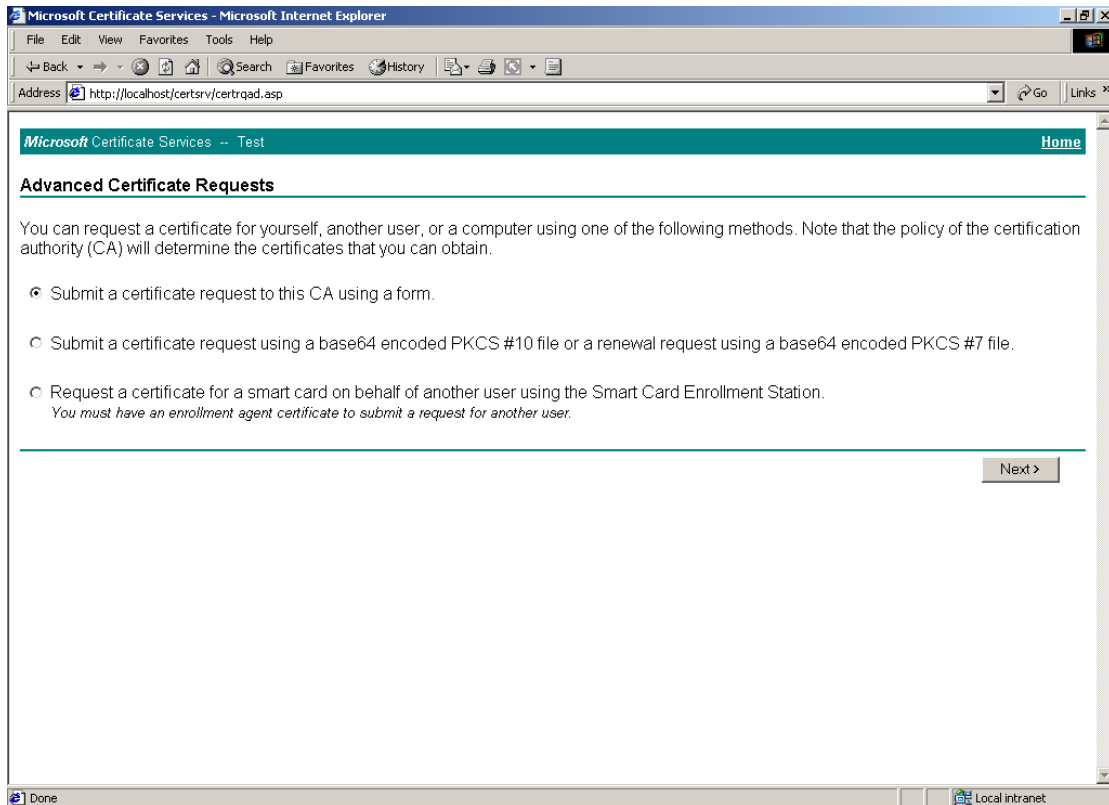 Microsoft Certificate Services - Microsoft Internet Explorer
File Edit View Favorites Tools Help
Back Search Favorites History
Address http://localhost/certsrv/certrqad.asp Go Links »
Microsoft Certificate Services -- Test Home
Advanced Certificate Requests
You can request a certificate for yourself, another user, or a computer using one of the following methods. Note that the policy of the certification
authority (CA) will determine the certificates that you can obtain.
Submit a certificate request to this CA using a form.
Submit a certificate request using a base64 encoded PKCS #10 file or a renewal request using a base64 encoded PKCS #7 file.
Request a certificate for a smart card on behalf of another user using the Smart Card Enrollment Station.
You must have an enrollment agent certificate to submit a request for another user.
Next >
Done Local intranet